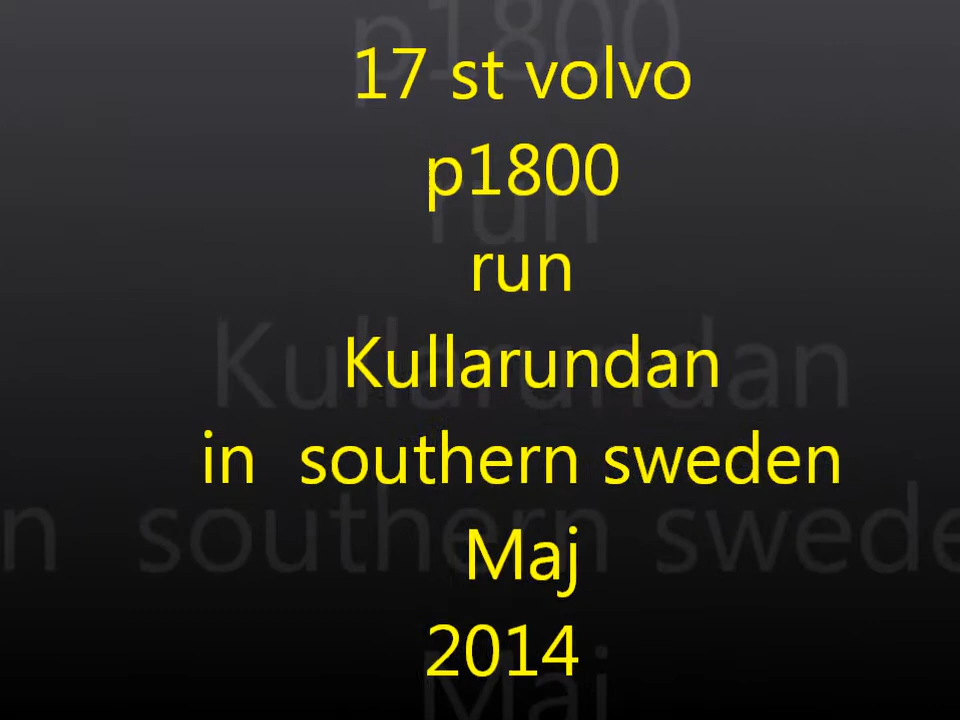 17 st volvo
p1800
run
Kullarundan
in  southern sweden
Maj
2014